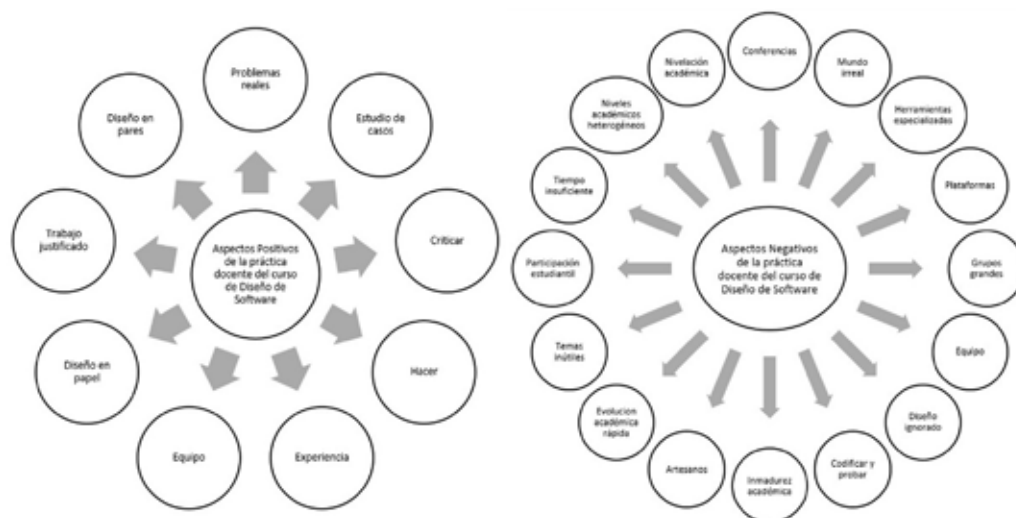 Problemas
reales
Estudio de
casos
Criticar
Hacer
Experiencia
Equipo
Diseño en
papel
Trabajo
justificado
Diseño en
pares
Aspectos Positivos
de la práctica
docente del curso
de Diseño de
Software
Conferencias
Mundo
irreal
Herramientas
especializadas
Plataformas
Grupos
grandes
Equipo
Diseño
ignorado
Codificar y
probar
Inmadurez
académica
Artesanos
Evolucion
académica
rápida
Temas
inútiles
Participación
estudiantil
Tiempo
insuficiente
Niveles
académicos
heterogéneos
Nivelación
académica
Aspectos Negativos
de la práctica
docente del curso de
Diseño de Software